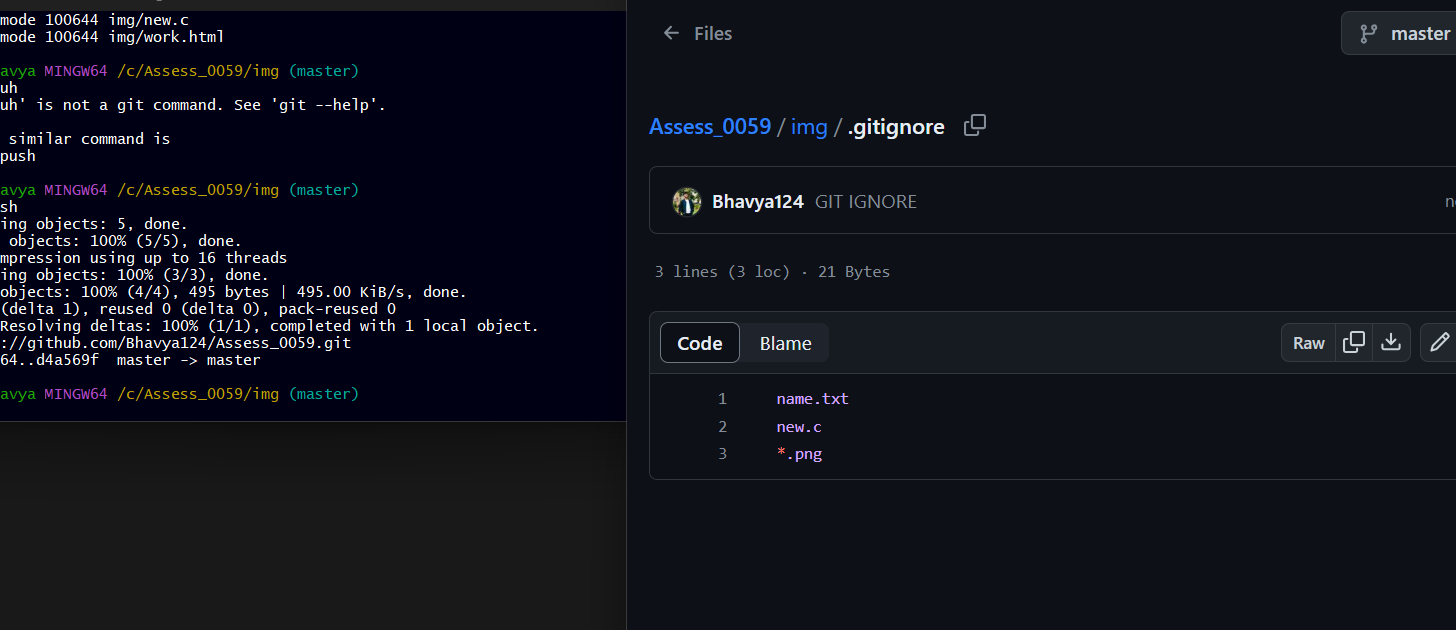 mode 100644 img/new.c
mode 100644 img/work.html
avya MINGW64 /c/Assess_0059/img (master)
uh
uh' is not a git command. See 'git --help'.
similar command is
push
avya MINGW64 /c/Assess_0059/img (master)
sh
ing objects: 5, done.
objects: 100% (5/5), done.
mpression using up to 16 threads
ing objects: 100% (3/3), done.
objects: 100% (4/4), 495 bytes | 495.00 KiB/s, done.
(delta 1), reused 0 (delta 0), pack-reused 0
Resolving deltas: 100% (1/1), completed with 1 local object.
://github.com/Bhavya124/Assess_0059.git
64..d4a569f  master -> master
avya MINGW64 /c/Assess_0059/img (master)
Files
master
Assess_0059 / img / .gitignore
Bhavya124 GIT IGNORE
3 lines (3 loc) · 21 Bytes
Code Blame Raw
1 name.txt
2 new.c
3 *.png